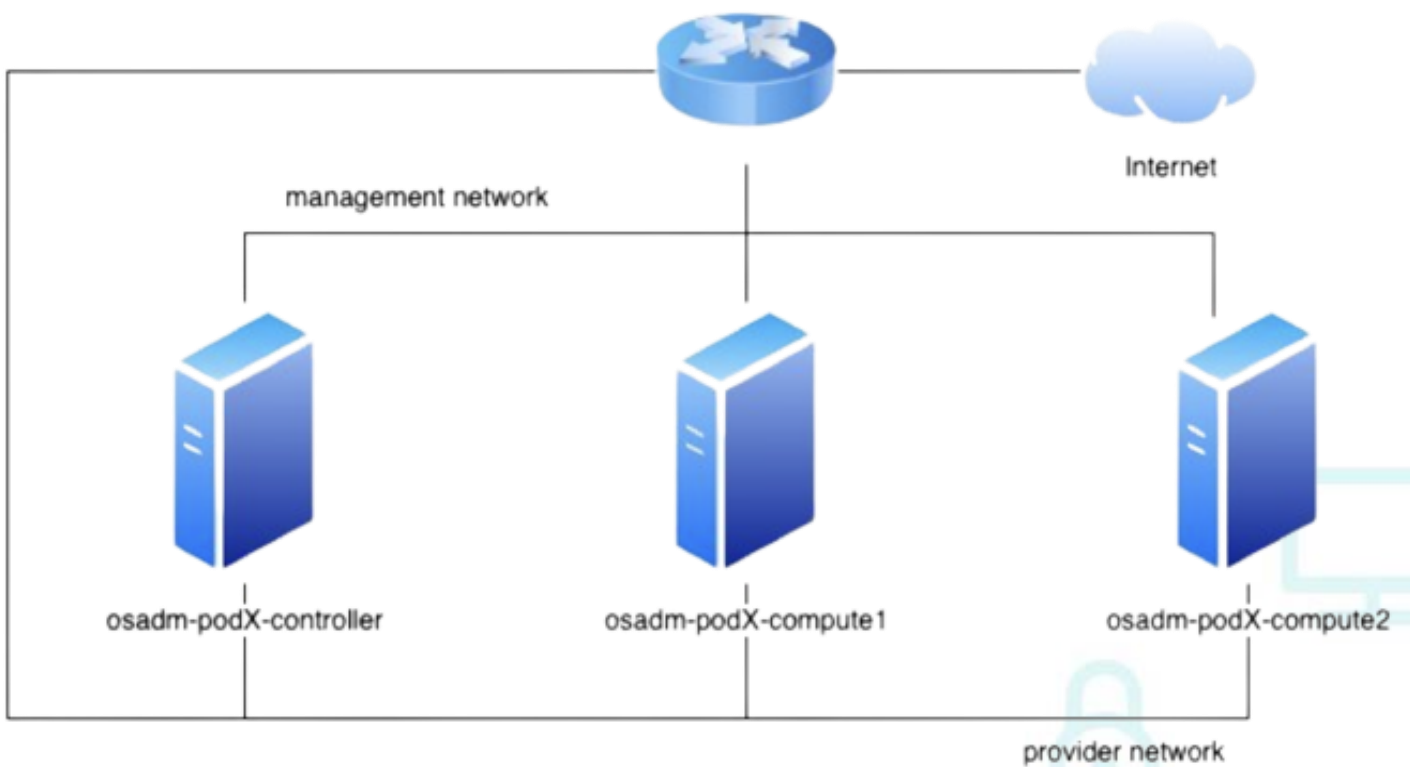 Internet
management network
osadm-podX-controller
osadm-podX-compute1
osadm-podX-compute2
provider network